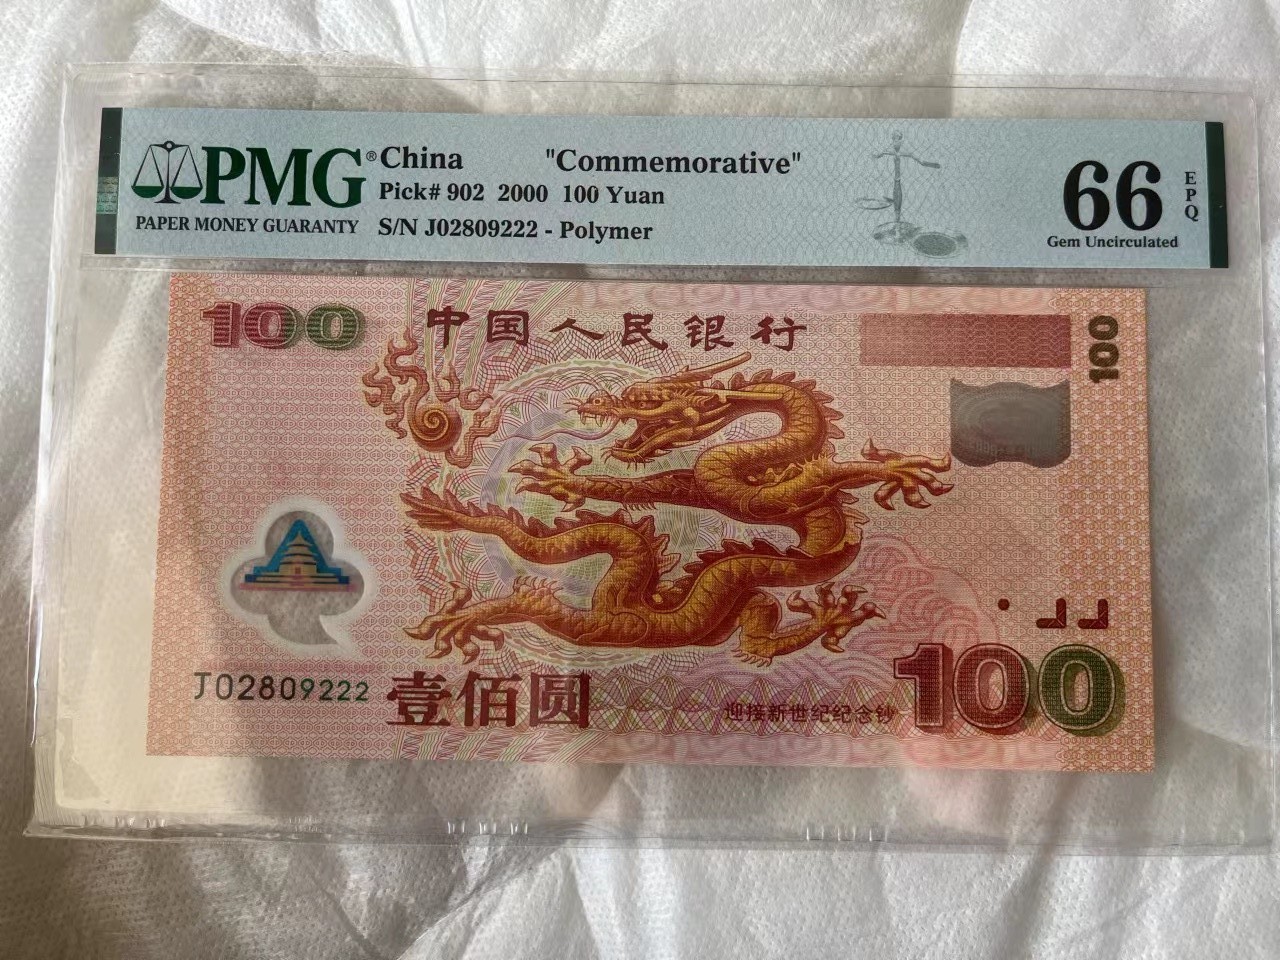 PMG® China "Commemorative"
Pick# 902 2000 100 Yuan
PAPER MONEY GUARANTY S/N J02809222 - Polymer
66
EPQ
Gem Uncirculated
100 中国人民银行 100
J02809222 壹佰圆
迎接新世纪纪念钞 100